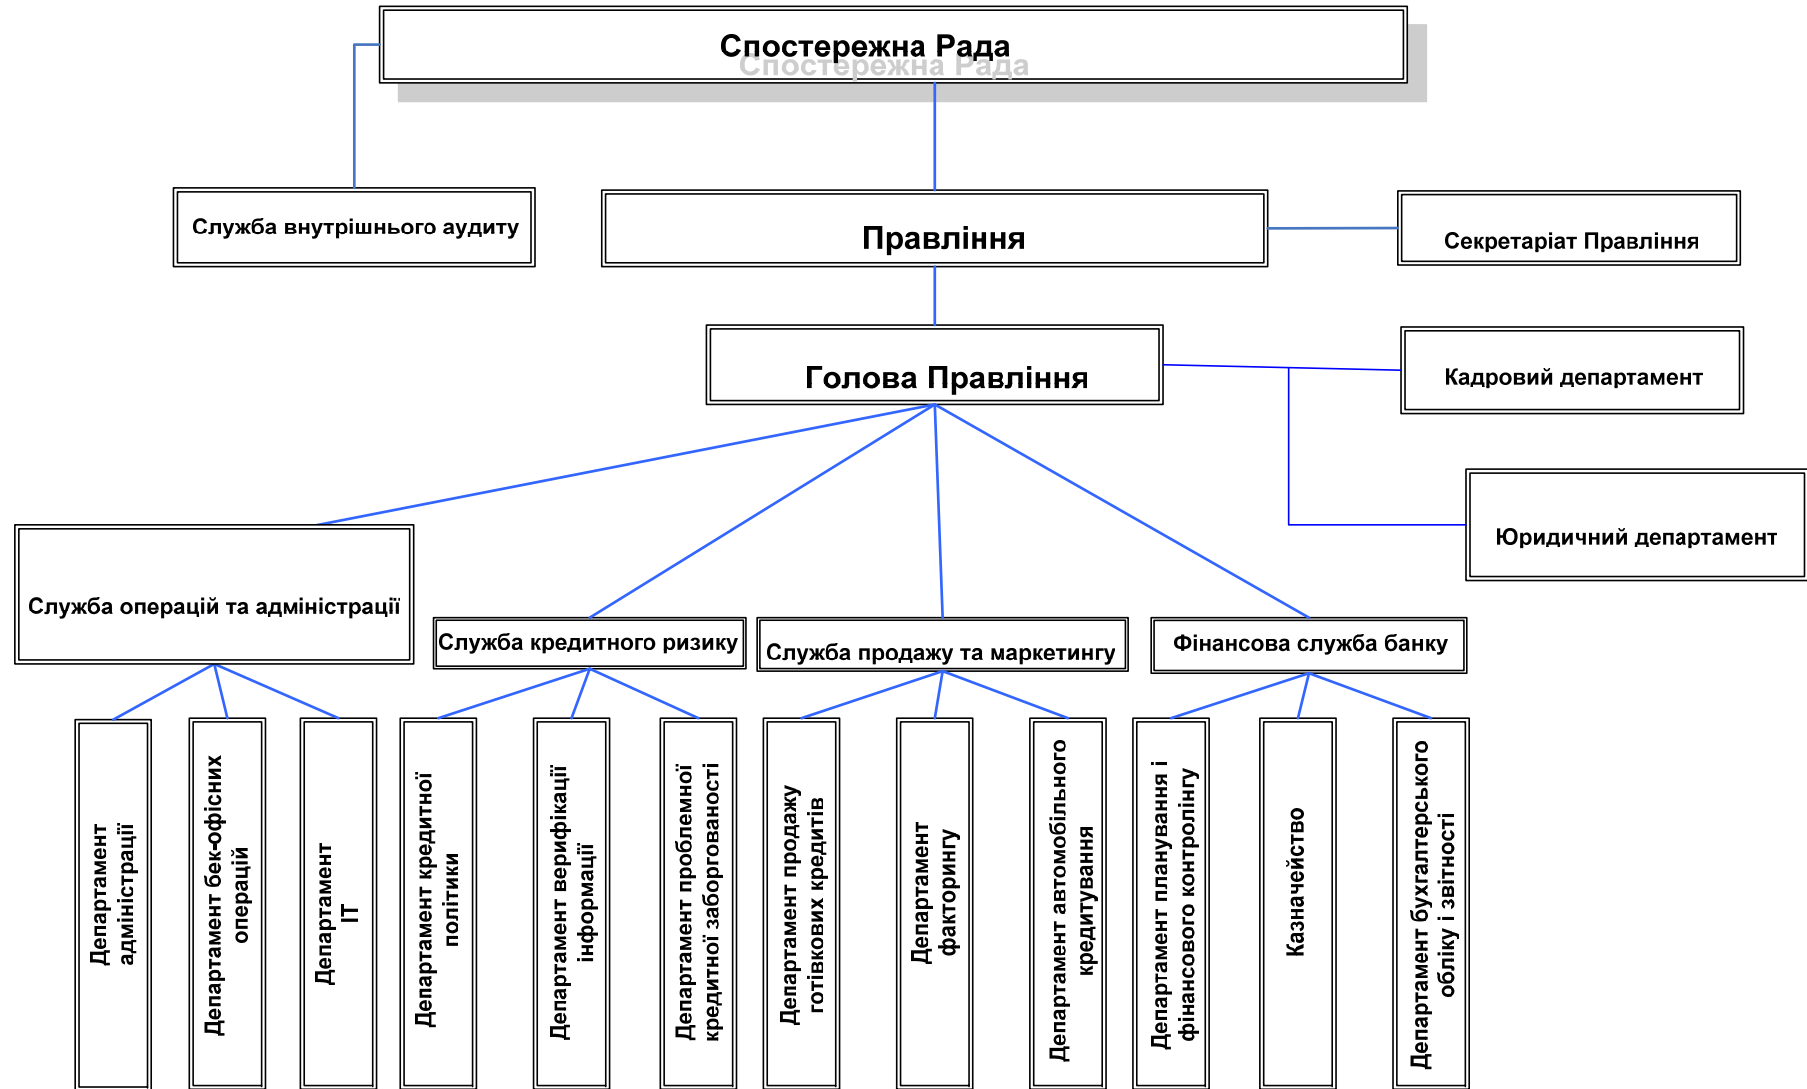 Спостережна Рада
Служба внутрішнього аудиту
Правління
Секретаріат Правління
Голова Правління
Кадровий департамент
Юридичний департамент
Служба операцій та адміністрації
Служба кредитного ризику
Служба продажу та маркетингу
Фінансова служба банку
Департамент
адміністрації
Департамент бек-офісних
операцій
Департамент
ІТ
Департамент кредитної
політики
Департамент верифікації
інформації
Департамент проблемної
кредитної заборгованості
Департамент продажу
готівкових кредитів
Департамент
факторингу
Департамент автомобільного
кредитування
Департамент планування і
фінансового контролінгу
Казначейство
Департамент бухгалтерського
обліку і звітності